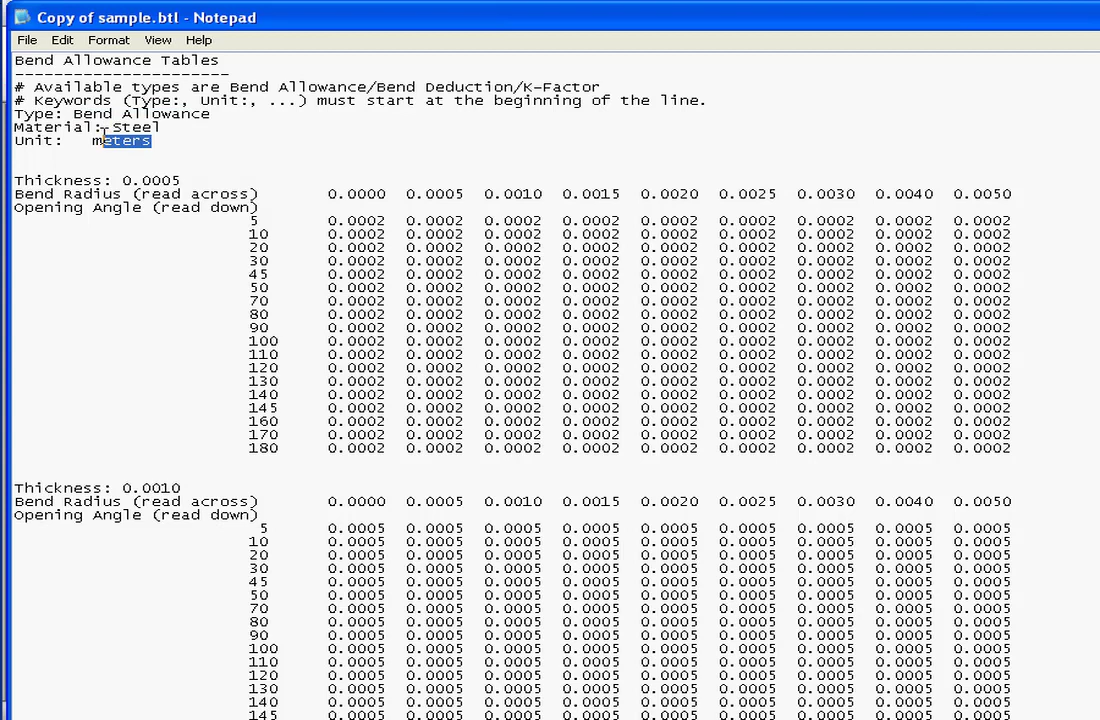 Copy of sample.btl - Notepad
File Edit Format View Help
Bend Allowance Tables
----------------------
# Available types are Bend Allowance/Bend Deduction/K-Factor
# Keywords (Type:, Unit:, ...) must start at the beginning of the line.
Type: Bend Allowance
Material: Steel
Unit: meters
Thickness: 0.0005
Bend Radius (read across) 0.0000 0.0005 0.0010 0.0015 0.0020 0.0025 0.0030 0.0040 0.0050
Opening Angle (read down)
5 0.0002 0.0002 0.0002 0.0002 0.0002 0.0002 0.0002 0.0002 0.0002
10 0.0002 0.0002 0.0002 0.0002 0.0002 0.0002 0.0002 0.0002 0.0002
20 0.0002 0.0002 0.0002 0.0002 0.0002 0.0002 0.0002 0.0002 0.0002
30 0.0002 0.0002 0.0002 0.0002 0.0002 0.0002 0.0002 0.0002 0.0002
45 0.0002 0.0002 0.0002 0.0002 0.0002 0.0002 0.0002 0.0002 0.0002
50 0.0002 0.0002 0.0002 0.0002 0.0002 0.0002 0.0002 0.0002 0.0002
70 0.0002 0.0002 0.0002 0.0002 0.0002 0.0002 0.0002 0.0002 0.0002
80 0.0002 0.0002 0.0002 0.0002 0.0002 0.0002 0.0002 0.0002 0.0002
90 0.0002 0.0002 0.0002 0.0002 0.0002 0.0002 0.0002 0.0002 0.0002
100 0.0002 0.0002 0.0002 0.0002 0.0002 0.0002 0.0002 0.0002 0.0002
110 0.0002 0.0002 0.0002 0.0002 0.0002 0.0002 0.0002 0.0002 0.0002
120 0.0002 0.0002 0.0002 0.0002 0.0002 0.0002 0.0002 0.0002 0.0002
130 0.0002 0.0002 0.0002 0.0002 0.0002 0.0002 0.0002 0.0002 0.0002
140 0.0002 0.0002 0.0002 0.0002 0.0002 0.0002 0.0002 0.0002 0.0002
145 0.0002 0.0002 0.0002 0.0002 0.0002 0.0002 0.0002 0.0002 0.0002
160 0.0002 0.0002 0.0002 0.0002 0.0002 0.0002 0.0002 0.0002 0.0002
170 0.0002 0.0002 0.0002 0.0002 0.0002 0.0002 0.0002 0.0002 0.0002
180 0.0002 0.0002 0.0002 0.0002 0.0002 0.0002 0.0002 0.0002 0.0002
Thickness: 0.0010
Bend Radius (read across) 0.0000 0.0005 0.0010 0.0015 0.0020 0.0025 0.0030 0.0040 0.0050
Opening Angle (read down)
5 0.0005 0.0005 0.0005 0.0005 0.0005 0.0005 0.0005 0.0005 0.0005
10 0.0005 0.0005 0.0005 0.0005 0.0005 0.0005 0.0005 0.0005 0.0005
20 0.0005 0.0005 0.0005 0.0005 0.0005 0.0005 0.0005 0.0005 0.0005
30 0.0005 0.0005 0.0005 0.0005 0.0005 0.0005 0.0005 0.0005 0.0005
45 0.0005 0.0005 0.0005 0.0005 0.0005 0.0005 0.0005 0.0005 0.0005
50 0.0005 0.0005 0.0005 0.0005 0.0005 0.0005 0.0005 0.0005 0.0005
70 0.0005 0.0005 0.0005 0.0005 0.0005 0.0005 0.0005 0.0005 0.0005
80 0.0005 0.0005 0.0005 0.0005 0.0005 0.0005 0.0005 0.0005 0.0005
90 0.0005 0.0005 0.0005 0.0005 0.0005 0.0005 0.0005 0.0005 0.0005
100 0.0005 0.0005 0.0005 0.0005 0.0005 0.0005 0.0005 0.0005 0.0005
110 0.0005 0.0005 0.0005 0.0005 0.0005 0.0005 0.0005 0.0005 0.0005
120 0.0005 0.0005 0.0005 0.0005 0.0005 0.0005 0.0005 0.0005 0.0005
130 0.0005 0.0005 0.0005 0.0005 0.0005 0.0005 0.0005 0.0005 0.0005
140 0.0005 0.0005 0.0005 0.0005 0.0005 0.0005 0.0005 0.0005 0.0005
145 0.0005 0.0005 0.0005 0.0005 0.0005 0.0005 0.0005 0.0005 0.0005